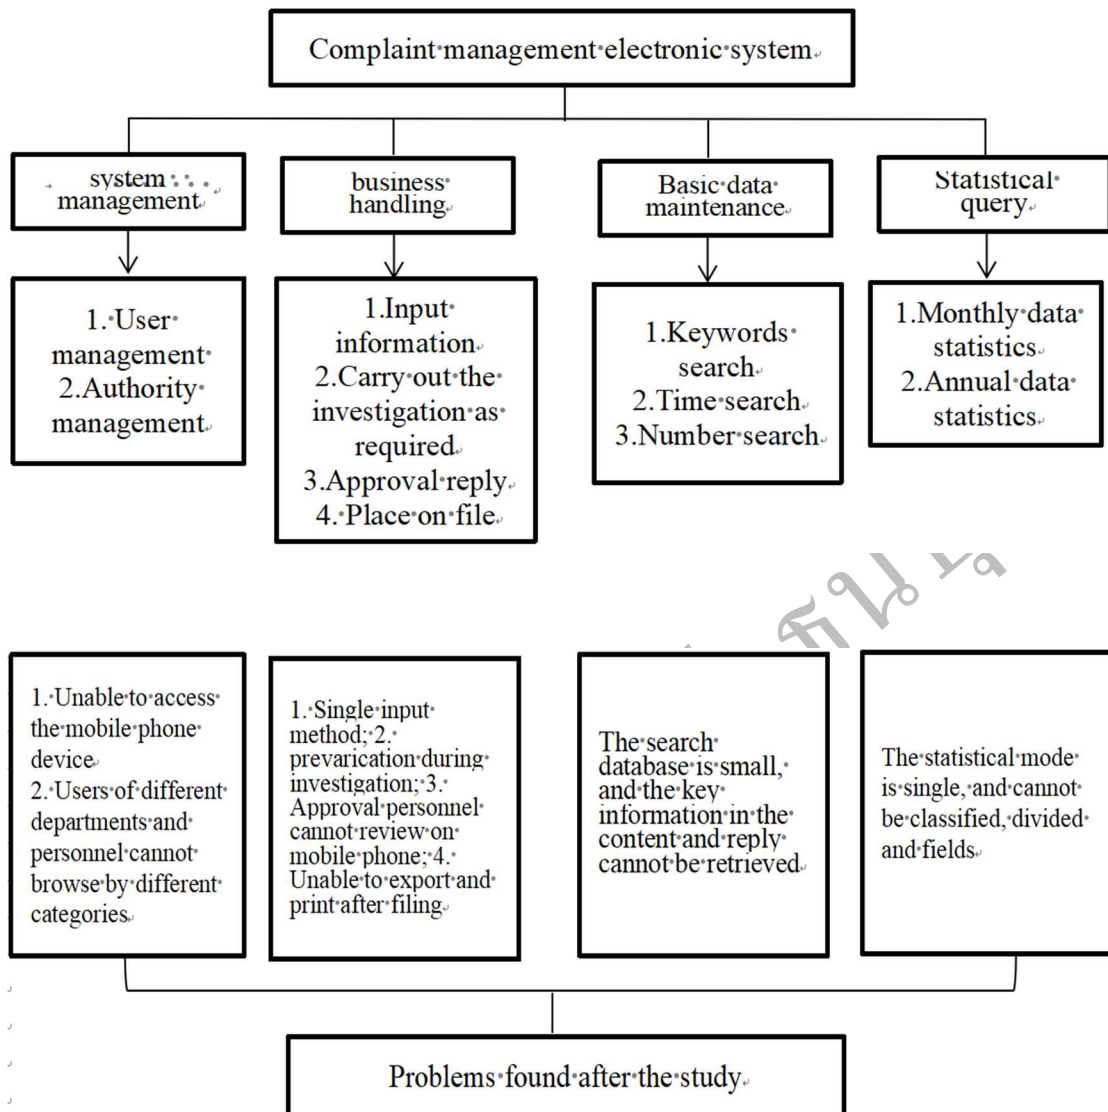 Complaint management electronic system
system
management
business
handling
Basic data
maintenance
Statistical
query
1. User
management
2.Authority
management
1.Input
information
2.Carry out the
investigation as
required
3.Approval reply
4. Place on file
1.Keywords
search
2.Time search
3.Number search
1.Monthly data
statistics
2.Annual data
statistics
1. Unable to access
the mobile phone
device
2. Users of different
departments and
personnel cannot
browse by different
categories
1. Single input
method; 2.
prevarication during
investigation; 3.
Approval personnel
cannot review on
mobile phone; 4.
Unable to export and
print after filing
The search
database is small,
and the key
information in the
content and reply
cannot be retrieved
The statistical mode
is single, and cannot
be classified, divided
and fields
Problems found after the study